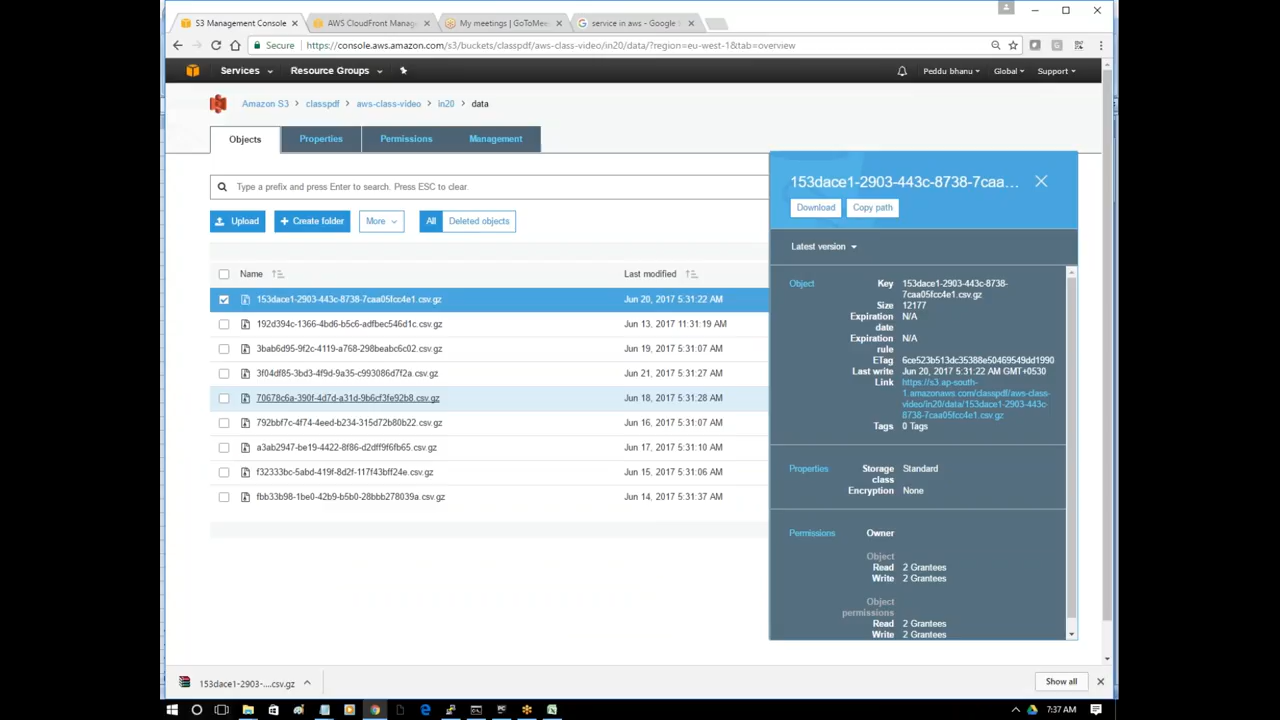 S3 Management Console
AWS CloudFront Manag
My meetings | GoToMee
service in aws - Google
Secure
https://console.aws.amazon.com/s3/buckets/classpdf/aws-class-video/in20/data/?region=eu-west-1&tab=overview
Services
Resource Groups
Peddu bhanu
Global
Support
Amazon S3 > classpdf > aws-class-video > in20 > data
Objects
Properties
Permissions
Management
Type a prefix and press Enter to search. Press ESC to clear.
Upload
+ Create folder
More
All
Deleted objects
Name
Last modified
153dace1-2903-443c-8738-7caa05fcc4e1.csv.gz
Jun 20, 2017 5:31:22 AM
192d394c-1366-4bd6-b5c6-adfbec546d1c.csv.gz
Jun 13, 2017 11:31:19 AM
3bab6d95-9f2c-4119-a768-298beabc6c02.csv.gz
Jun 19, 2017 5:31:07 AM
3f04df85-3bd3-4f9d-9a35-c993086d7f2a.csv.gz
Jun 21, 2017 5:31:27 AM
70678c6a-390f-4d7d-a31d-9b6cf3fe92b8.csv.gz
Jun 18, 2017 5:31:28 AM
792bbf7c-4f74-4eed-b234-315d72b80b22.csv.gz
Jun 16, 2017 5:31:07 AM
a3ab2947-be19-4422-8f86-d2dff9f6fb65.csv.gz
Jun 17, 2017 5:31:10 AM
f32333bc-5abd-419f-8d2f-117f43bff24e.csv.gz
Jun 15, 2017 5:31:06 AM
fbb33b98-1be0-42b9-b5b0-28bbb278039a.csv.gz
Jun 14, 2017 5:31:37 AM
153dace1-2903-443c-8738-7caa...
Download
Copy path
Latest version
Object
Key
153dace1-2903-443c-8738-
7caa05fcc4e1.csv.gz
Size
12177
Expiration
date
N/A
Expiration
rule
N/A
ETag
6ce523b513dc35388e50469549dd1990
Last write
Jun 20, 2017 5:31:22 AM GMT+0530
Link
https://s3.ap-south-
1.amazonaws.com/classpdf/aws-class-
video/in20/data/153dace1-2903-443c-
8738-7caa05fcc4e1.csv.gz
Tags
0 Tags
Properties
Storage
class
Standard
Encryption
None
Permissions
Owner
Object
Read
2 Grantees
Write
2 Grantees
Object
permissions
Read
2 Grantees
Write
2 Grantees
153dace1-2903-....csv.gz
Show all
7:37 AM